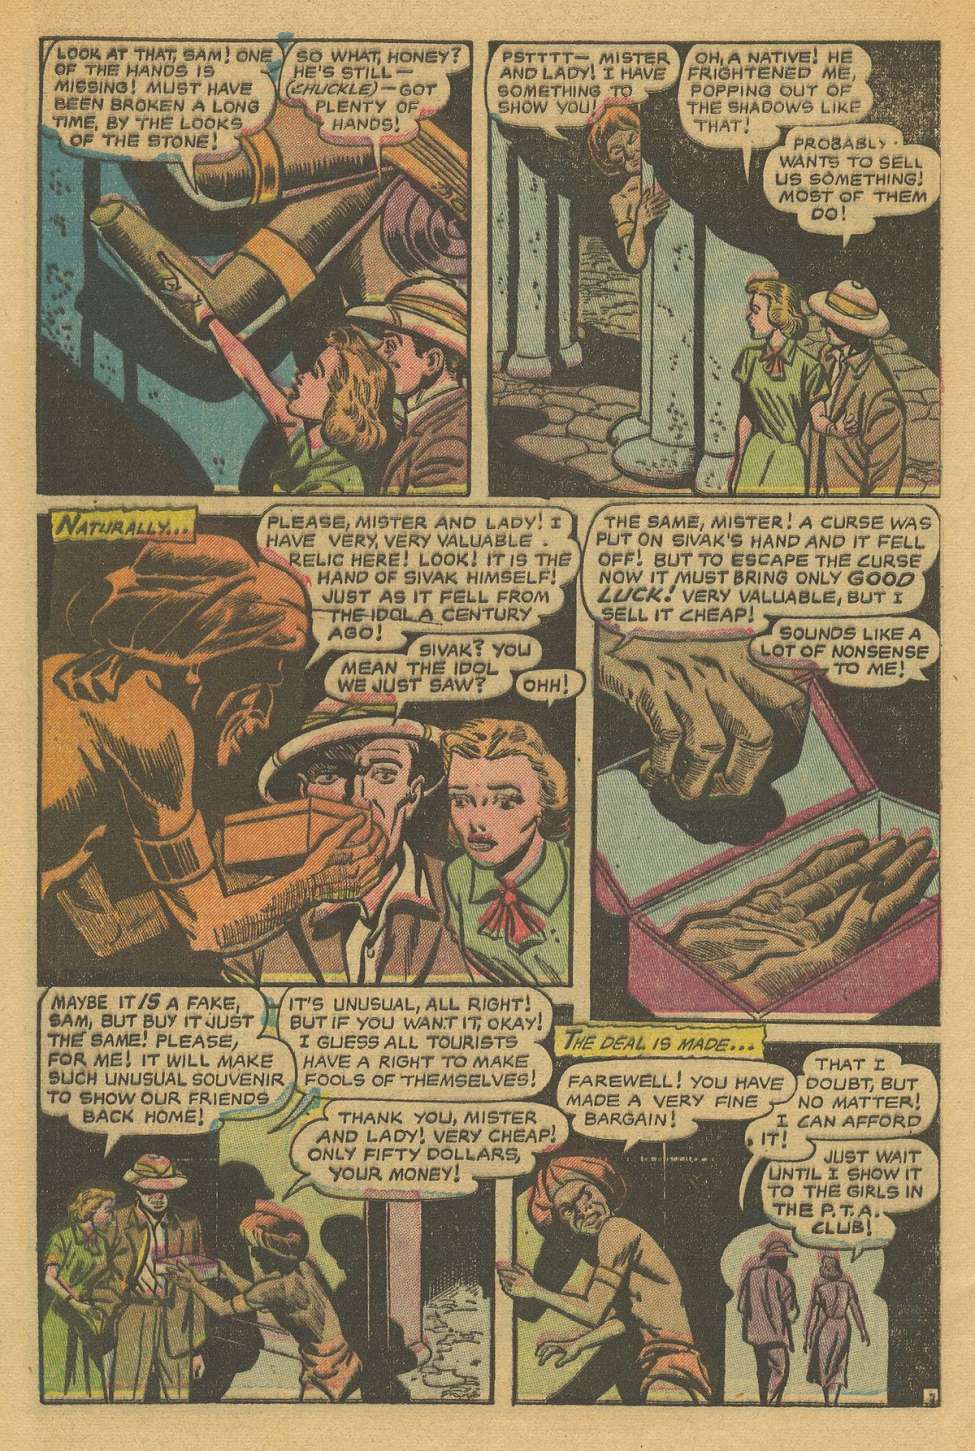 LOOK AT THAT, SAM! ONE
OF THE HANDS IS
MISSING! MUST HAVE
BEEN BROKEN A LONG
TIME, BY THE LOOKS
OF THE STONE!
SO WHAT, HONEY?
HE'S STILL—
(CHUCKLE)—GOT
PLENTY OF
HANDS!
PSTTTT— MISTER
AND LADY! I HAVE
SOMETHING TO
SHOW YOU!
OH, A NATIVE! HE
FRIGHTENED ME,
POPPING OUT OF
THE SHADOWS LIKE
THAT!
PROBABLY
WANTS TO SELL
US SOMETHING!
MOST OF THEM
DO!
NATURALLY...
PLEASE, MISTER AND LADY! I
HAVE VERY, VERY VALUABLE
RELIC HERE! LOOK! IT IS THE
HAND OF SIVAK HIMSELF!
JUST AS IT FELL FROM
THE IDOL A CENTURY
AGO!
SIVAK? YOU
MEAN THE IDOL
WE JUST SAW?
OHH!
THE SAME, MISTER! A CURSE WAS
PUT ON SIVAK'S HAND AND IT FELL
OFF! BUT TO ESCAPE THE CURSE
NOW IT MUST BRING ONLY GOOD
LUCK! VERY VALUABLE, BUT I
SELL IT CHEAP!
SOUNDS LIKE A
LOT OF NONSENSE
TO ME!
MAYBE IT IS A FAKE,
SAM, BUT BUY IT JUST
THE SAME! PLEASE,
FOR ME! IT WILL MAKE
SUCH UNUSUAL SOUVENIR
TO SHOW OUR FRIENDS
BACK HOME!
IT'S UNUSUAL, ALL RIGHT!
BUT IF YOU WANT IT, OKAY!
I GUESS ALL TOURISTS
HAVE A RIGHT TO MAKE
FOOLS OF THEMSELVES!
THANK YOU, MISTER
AND LADY! VERY CHEAP!
ONLY FIFTY DOLLARS,
YOUR MONEY!
THE DEAL IS MADE...
FAREWELL! YOU HAVE
MADE A VERY FINE
BARGAIN!
THAT I
DOUBT, BUT
NO MATTER!
I CAN AFFORD
IT!
JUST WAIT
UNTIL I SHOW IT
TO THE GIRLS IN
THE P.T.A.
CLUB!